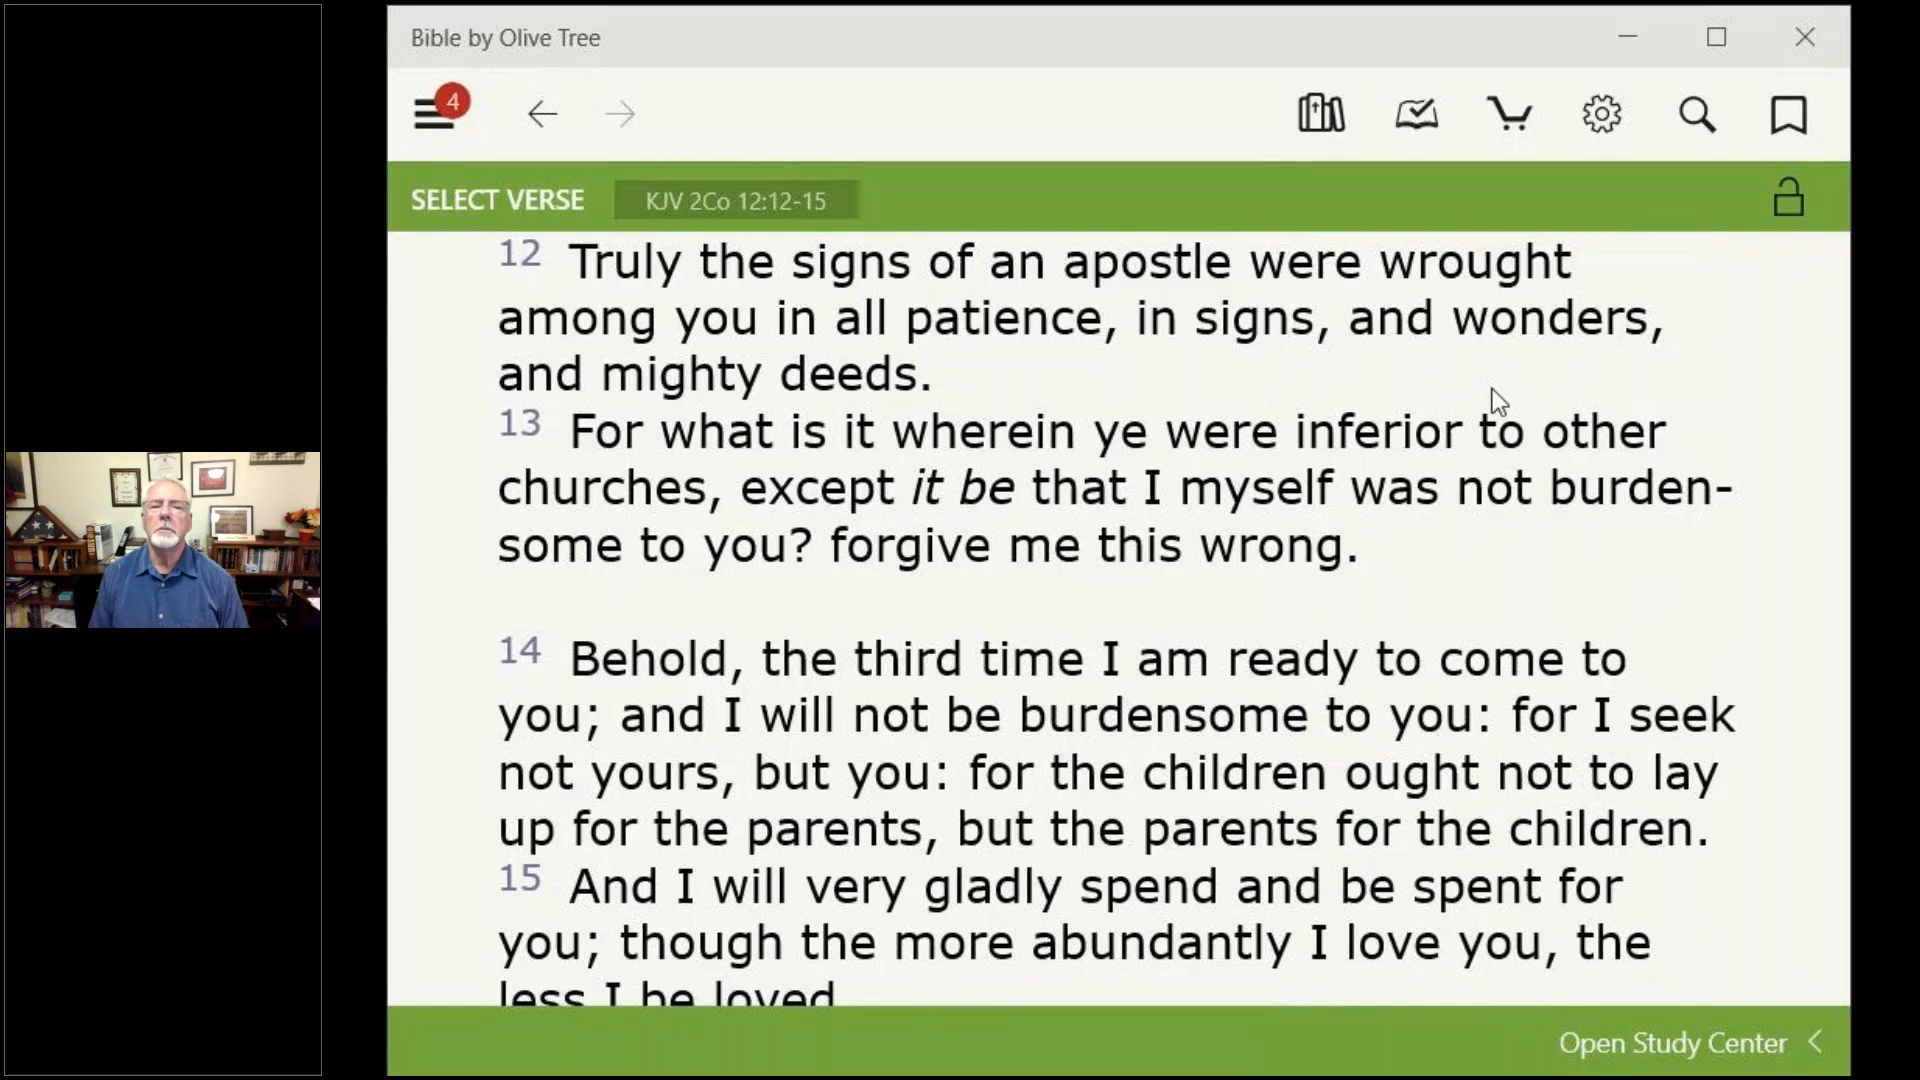 Bible by Olive Tree
4
SELECT VERSE KJV 2Co 12:12-15
12 Truly the signs of an apostle were wrought
among you in all patience, in signs, and wonders,
and mighty deeds.
13 For what is it wherein ye were inferior to other
churches, except it be that I myself was not burden-
some to you? forgive me this wrong.
14 Behold, the third time I am ready to come to
you; and I will not be burdensome to you: for I seek
not yours, but you: for the children ought not to lay
up for the parents, but the parents for the children.
15 And I will very gladly spend and be spent for
you; though the more abundantly I love you, the
less I be loved
Open Study Center